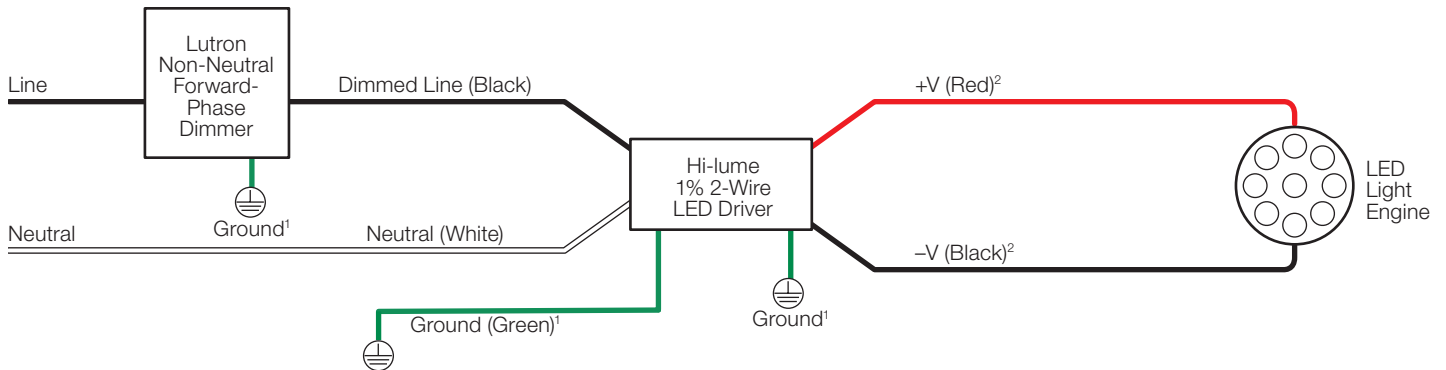 Line
Lutron
Non-Neutral
Forward-
Phase
Dimmer
Dimmed Line (Black)
+V (Red)²
Hi-lume
1% 2-Wire
LED Driver
LED
Light
Engine
Ground¹
Neutral
Neutral (White)
–V (Black)²
Ground (Green)¹
Ground¹